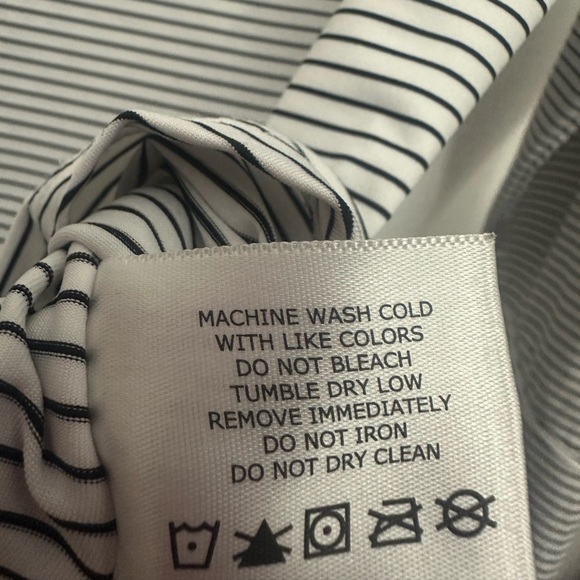 MACHINE WASH COLD
WITH LIKE COLORS
DO NOT BLEACH
TUMBLE DRY LOW
REMOVE IMMEDIATELY
DO NOT IRON
DO NOT DRY CLEAN